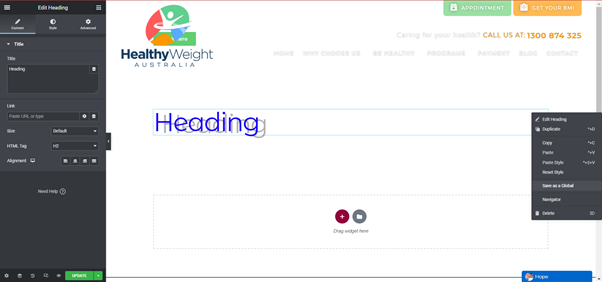 Edit Heading
Content
Style
Advanced
Title
Title
Heading
Link
Paste URL or type
Size
Default
HTML Tag
H2
Alignment
Need Help
UPDATE
APPOINTMENT
GET YOUR BMI
Caring for your health? CALL US AT: 1300 874 325
HealthyWeight
AUSTRALIA
HOME
WHY CHOOSE US
BE HEALTHY
PROGRAMS
PAYMENT
BLOG
CONTACT
Heading
Edit Heading
Duplicate ^+D
Copy ^+C
Paste ^+V
Paste Style ^+⇧+V
Reset Style
Save as a Global
Navigator
Delete
Drag widget here
Hope